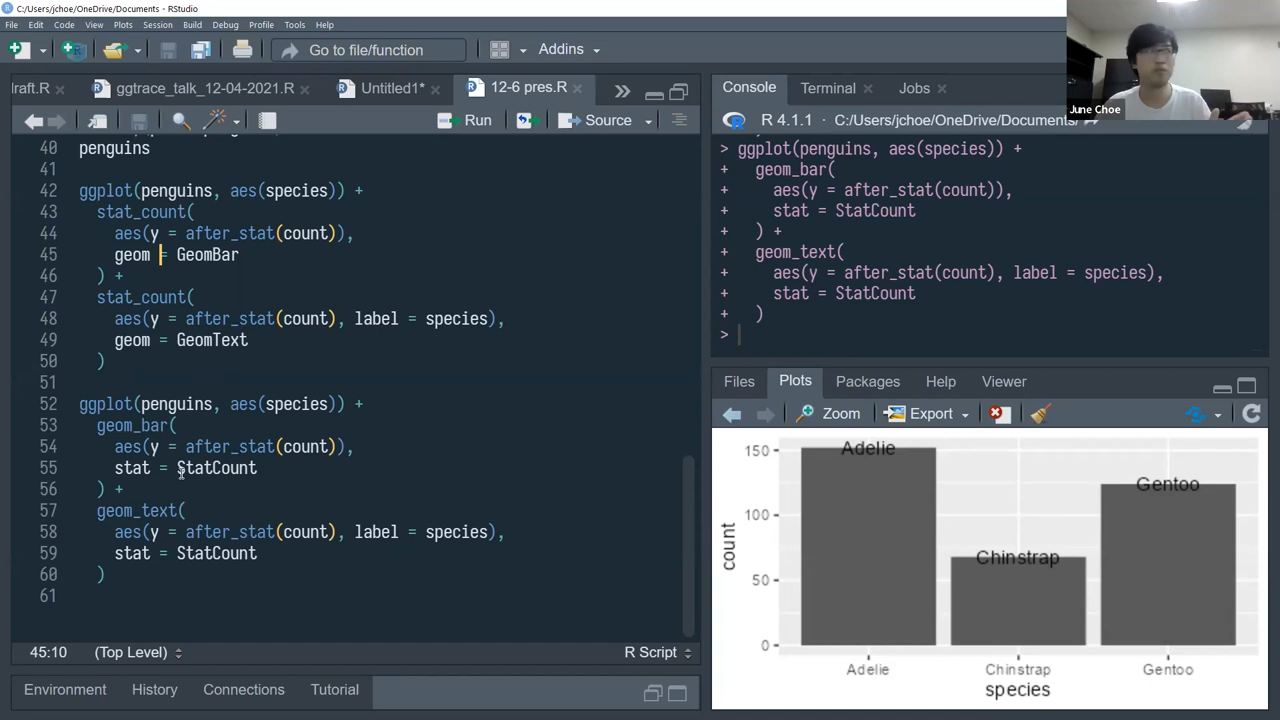 C:/Users/jchoe/OneDrive/Documents - RStudio
File Edit Code View Plots Session Build Debug Profile Tools Help
Go to file/function Addins
draft.R ggtrace_talk_12-04-2021.R Untitled1* 12-6 pres.R
Run Source
40 penguins
41
42 ggplot(penguins, aes(species)) +
43 stat_count(
44 aes(y = after_stat(count)),
45 geom = GeomBar
46 ) +
47 stat_count(
48 aes(y = after_stat(count), label = species),
49 geom = GeomText
50 )
51
52 ggplot(penguins, aes(species)) +
53 geom_bar(
54 aes(y = after_stat(count)),
55 stat = StatCount
56 ) +
57 geom_text(
58 aes(y = after_stat(count), label = species),
59 stat = StatCount
60 )
61
45:10 (Top Level) R Script
Environment History Connections Tutorial
Console Terminal Jobs
R 4.1.1 · C:/Users/jchoe/OneDrive/Documents/
> ggplot(penguins, aes(species)) +
+ geom_bar(
+ aes(y = after_stat(count)),
+ stat = StatCount
+ ) +
+ geom_text(
+ aes(y = after_stat(count), label = species),
+ stat = StatCount
+ )
>
June Choe
Files Plots Packages Help Viewer
Zoom Export
150
100
50
0
count
Adelie
Chinstrap
Gentoo
Adelie Chinstrap Gentoo
species